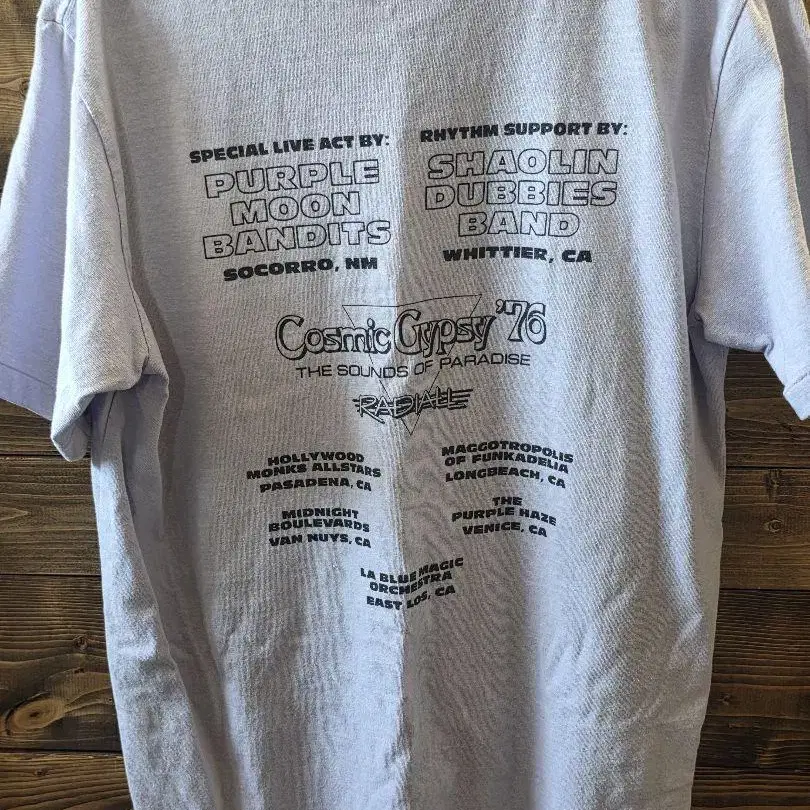 SPECIAL LIVE ACT BY:
PURPLE
MOON
BANDITS
SOCORRO, NM
RHYTHM SUPPORT BY:
SHAOLIN
DUBBIES
BAND
WHITTIER, CA
Cosmic Gypsy '76
THE SOUNDS OF PARADISE
RADIALL
HOLLYWOOD
MONKS ALLSTARS
PASADENA, CA
MAGGOTROPOLIS
OF FUNKADELIA
LONGBEACH, CA
MIDNIGHT
BOULEVARDS
VAN NUYS, CA
THE
PURPLE HAZE
VENICE, CA
LA BLUE MAGIC
ORCHESTRA
EAST LOS, CA